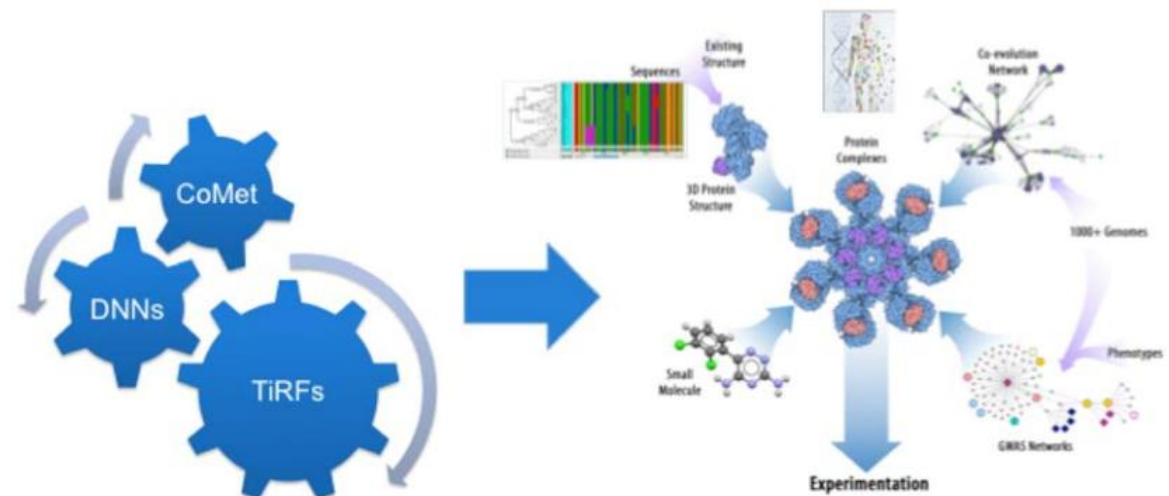 CoMet
DNNs
TiRFs
Sequences
Existing
Structure
3D Protein
Structure
Protein
Complexes
Co-evolution
Network
1000+ Genomes
Small
Molecule
Phenotypes
GWAS Networks
Experimentation